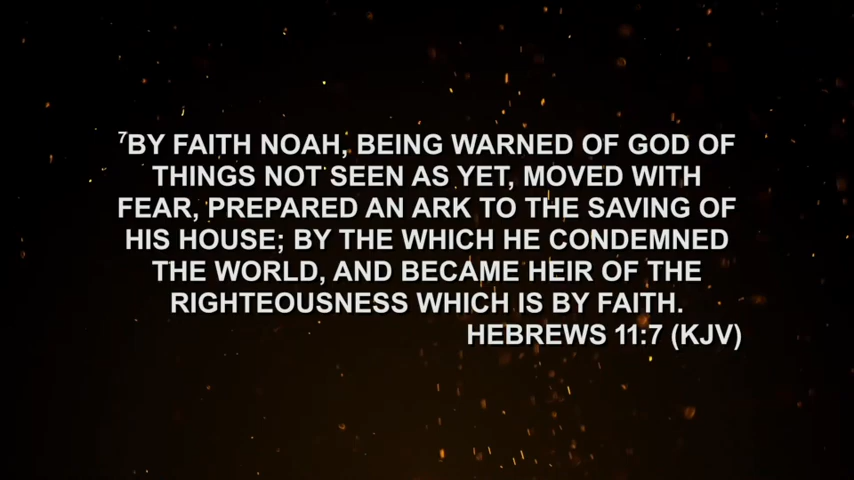 ⁷BY FAITH NOAH, BEING WARNED OF GOD OF
THINGS NOT SEEN AS YET, MOVED WITH
FEAR, PREPARED AN ARK TO THE SAVING OF
HIS HOUSE; BY THE WHICH HE CONDEMNED
THE WORLD, AND BECAME HEIR OF THE
RIGHTEOUSNESS WHICH IS BY FAITH.
HEBREWS 11:7 (KJV)